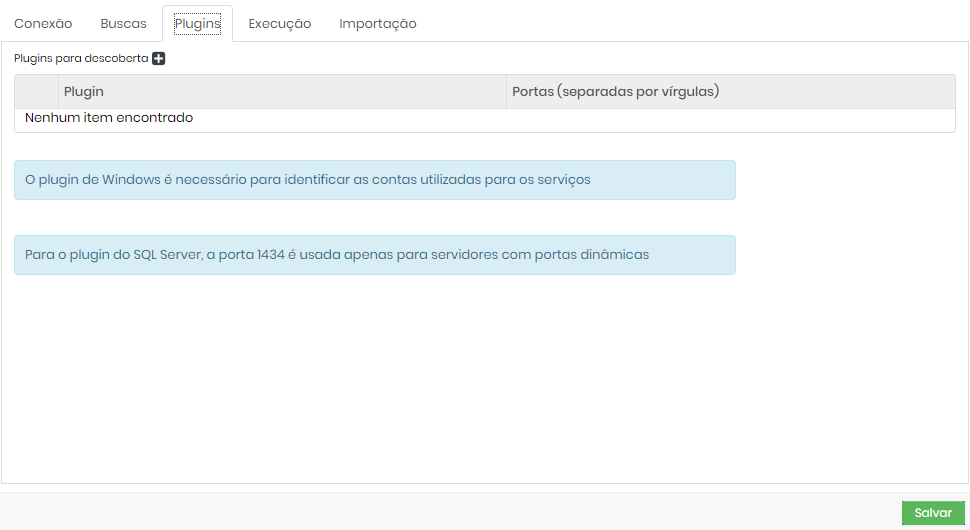 Conexão Buscas Plugins Execução Importação
Plugins para descoberta
Plugin Portas (separadas por vírgulas)
Nenhum item encontrado
O plugin de Windows é necessário para identificar as contas utilizadas para os serviços
Para o plugin do SQL Server, a porta 1434 é usada apenas para servidores com portas dinâmicas
Salvar